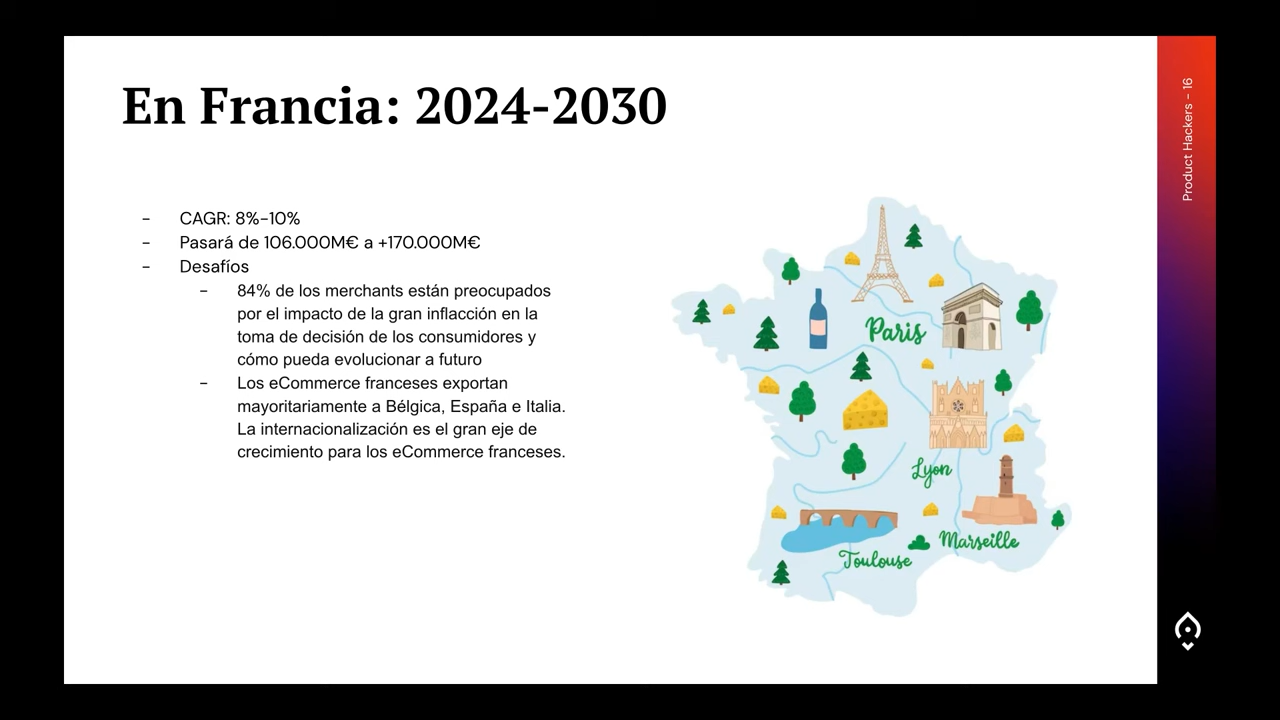 En Francia: 2024-2030
Product Hackers - 16
- CAGR: 8%-10%
- Pasará de 106.000M€ a +170.000M€
- Desafíos
- 84% de los merchants están preocupados
por el impacto de la gran inflacción en la
toma de decisión de los consumidores y
cómo pueda evolucionar a futuro
- Los eCommerce franceses exportan
mayoritariamente a Bélgica, España e Italia.
La internacionalización es el gran eje de
crecimiento para los eCommerce franceses.
Paris
Lyon
Marseille
Toulouse